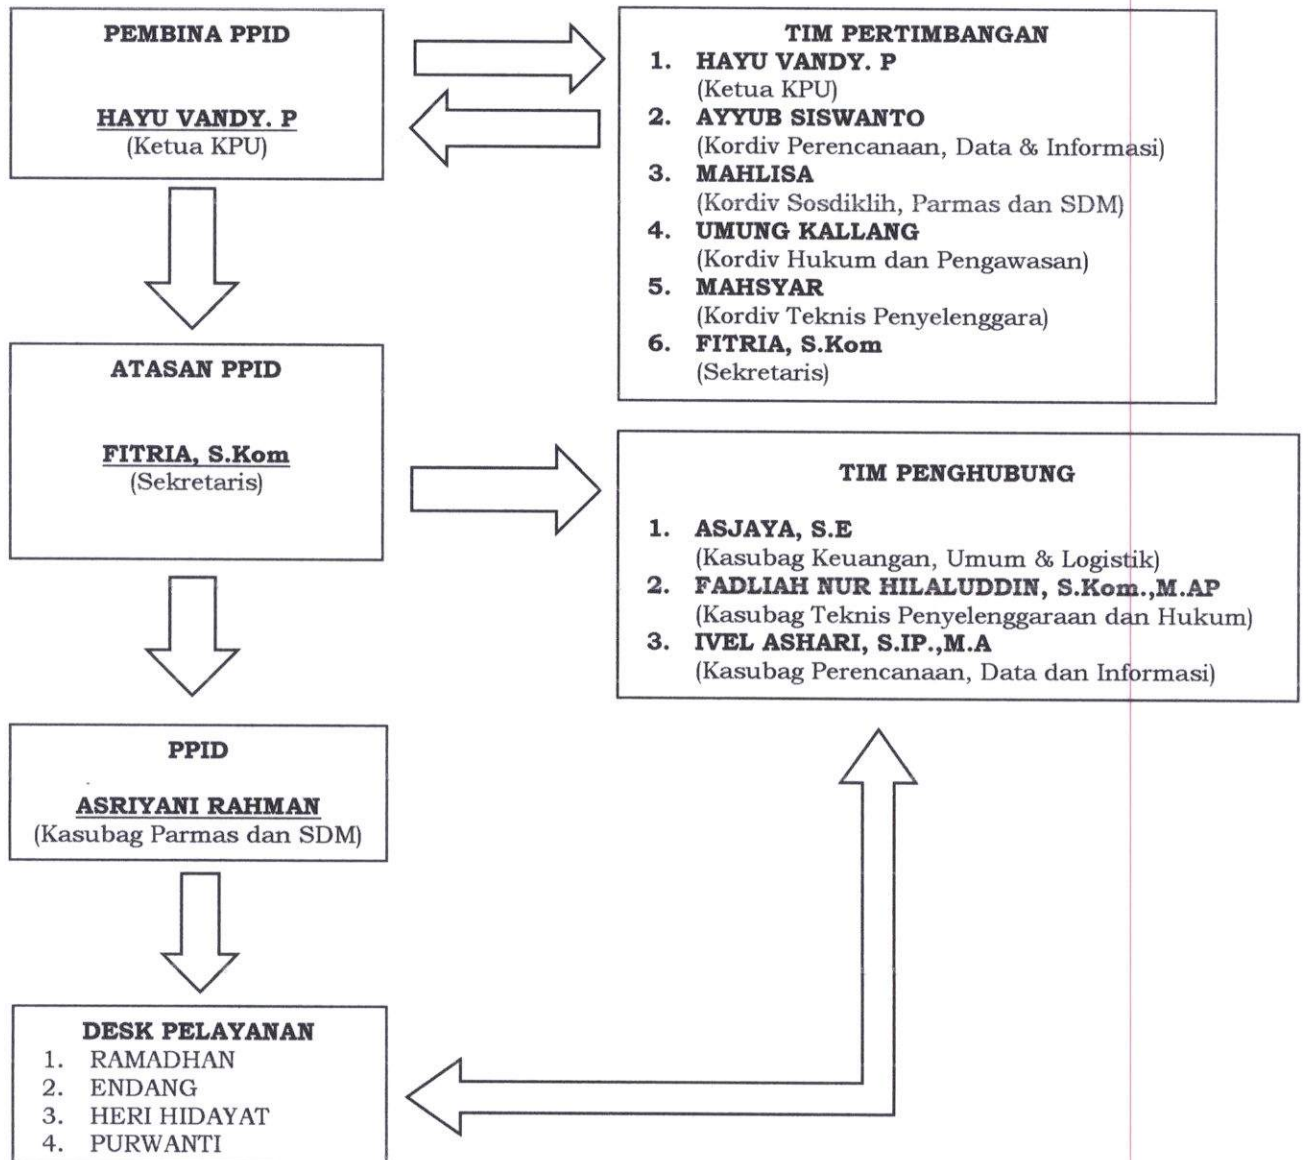 PEMBINA PPID
HAYU VANDY. P
(Ketua KPU)
TIM PERTIMBANGAN
1. HAYU VANDY. P
(Ketua KPU)
2. AYYUB SISWANTO
(Kordiv Perencanaan, Data & Informasi)
3. MAHLISA
(Kordiv Sosdiklih, Parmas dan SDM)
4. UMUNG KALLANG
(Kordiv Hukum dan Pengawasan)
5. MAHSYAR
(Kordiv Teknis Penyelenggara)
6. FITRIA, S.Kom
(Sekretaris)
ATASAN PPID
FITRIA, S.Kom
(Sekretaris)
TIM PENGHUBUNG
1. ASJAYA, S.E
(Kasubag Keuangan, Umum & Logistik)
2. FADLIAH NUR HILALUDDIN, S.Kom.,M.AP
(Kasubag Teknis Penyelenggaraan dan Hukum)
3. IVEL ASHARI, S.IP.,M.A
(Kasubag Perencanaan, Data dan Informasi)
PPID
ASRIYANI RAHMAN
(Kasubag Parmas dan SDM)
DESK PELAYANAN
1. RAMADHAN
2. ENDANG
3. HERI HIDAYAT
4. PURWANTI